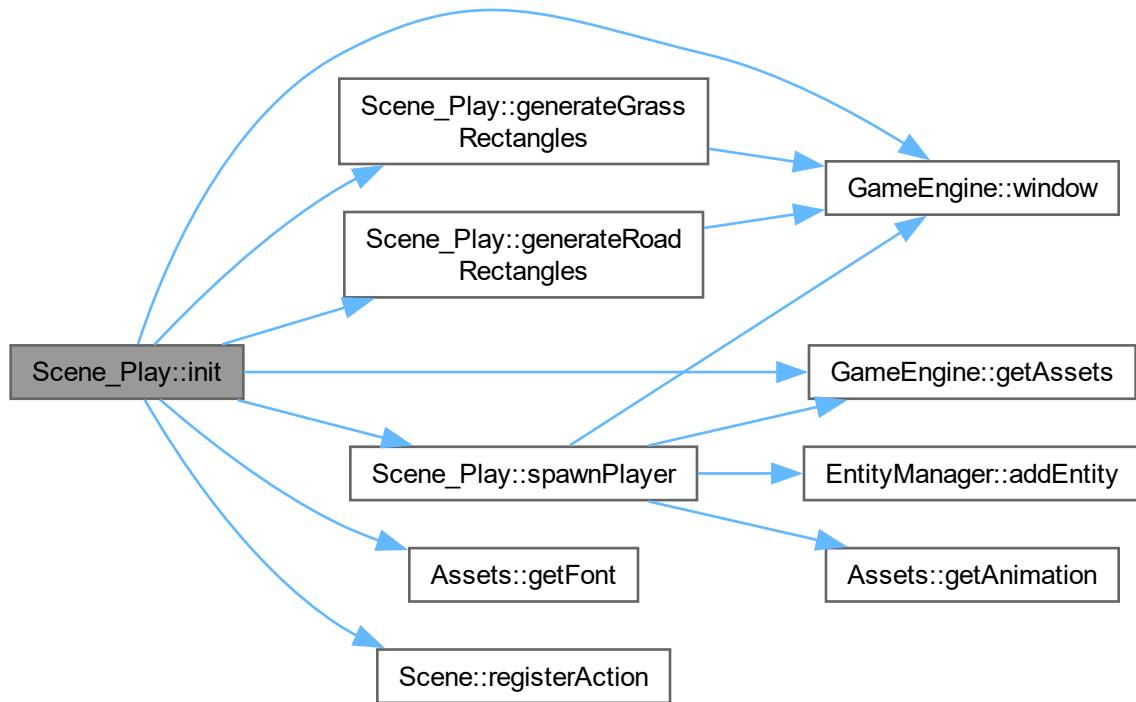 Scene_Play::generateGrass
Rectangles
GameEngine::window
Scene_Play::generateRoad
Rectangles
Scene_Play::init
GameEngine::getAssets
Scene_Play::spawnPlayer
EntityManager::addEntity
Assets::getFont
Assets::getAnimation
Scene::registerAction